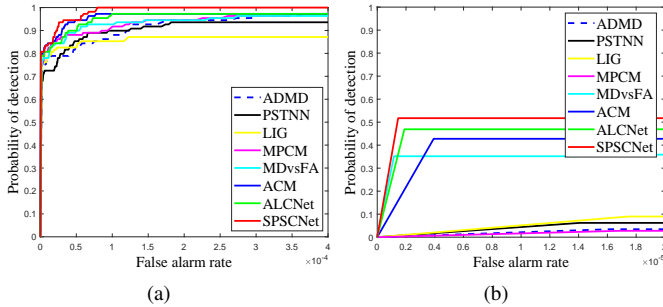 1
0.9
0.8
0.7
0.6
0.5
0.4
0.3
0.2
0.1
0
Probability of detection
0 0.5 1 1.5 2 2.5 3 3.5 4
×10⁻⁴
False alarm rate
ADMD
PSTNN
LIG
MPCM
MDvsFA
ACM
ALCNet
SPSCNet
(a)
1
0.9
0.8
0.7
0.6
0.5
0.4
0.3
0.2
0.1
0
Probability of detection
0 0.2 0.4 0.6 0.8 1 1.2 1.4 1.6 1.8 2
×10⁻⁵
False alarm rate
ADMD
PSTNN
LIG
MPCM
MDvsFA
ACM
ALCNet
SPSCNet
(b)